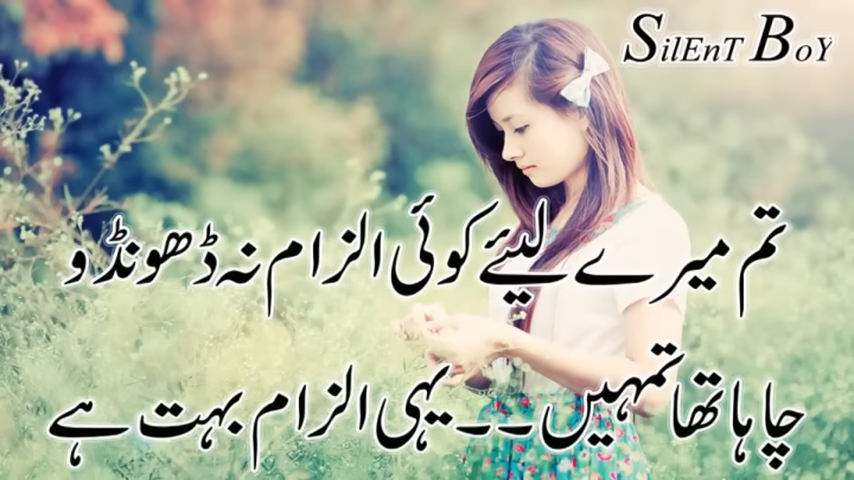 SilEnT BoY
تم میرے لیئے کوئی الزام نہ ڈھونڈو
چاہا تھا تمہیں۔۔۔یہی الزام بہت ہے